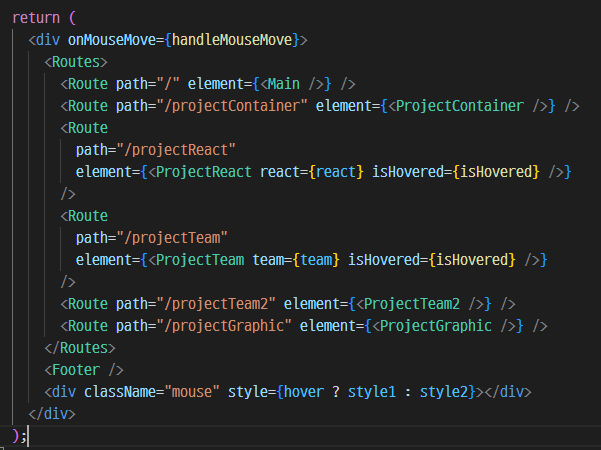 return (
<div onMouseMove={handleMouseMove}>
<Routes>
<Route path="/" element={<Main />} />
<Route path="/projectContainer" element={<ProjectContainer />} />
<Route
path="/projectReact"
element={<ProjectReact react={react} isHovered={isHovered} />}
/>
<Route
path="/projectTeam"
element={<ProjectTeam team={team} isHovered={isHovered} />}
/>
<Route path="/projectTeam2" element={<ProjectTeam2 />} />
<Route path="/projectGraphic" element={<ProjectGraphic />} />
</Routes>
<Footer />
<div className="mouse" style={hover ? style1 : style2}></div>
</div>
);